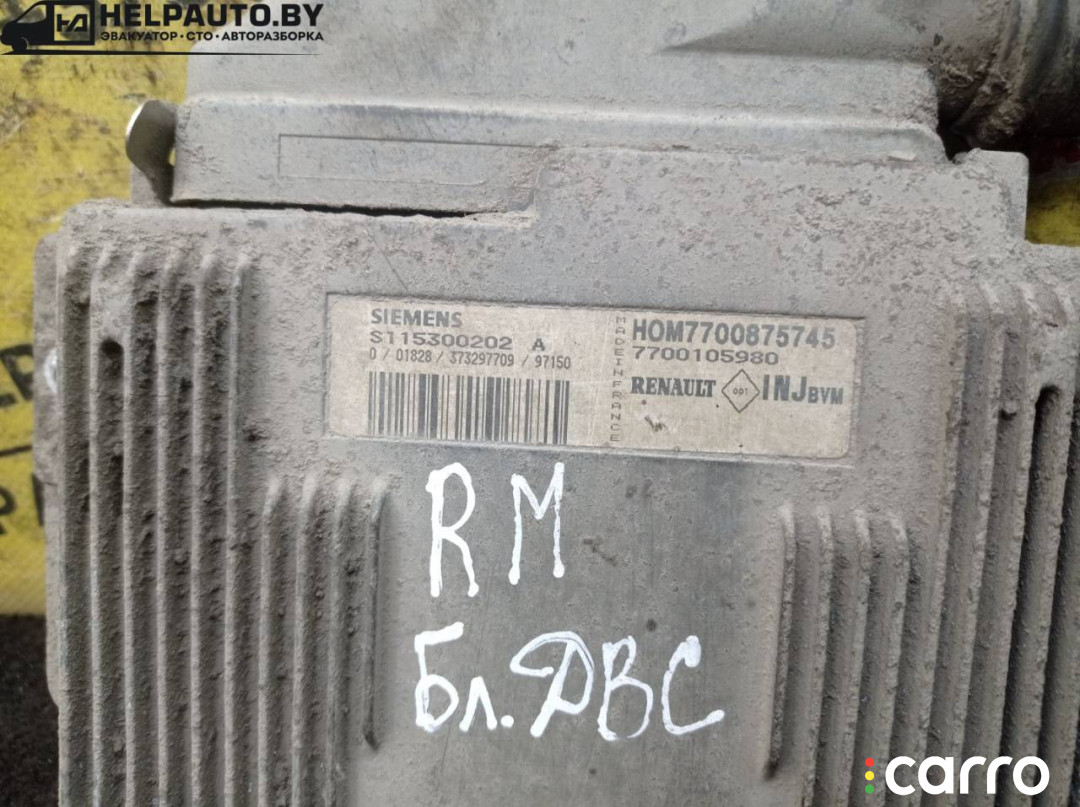 HELPAUTO.BY
ЭВАКУАТОР · СТО · АВТОРАЗБОРКА
SIEMENS
S115300202 A
0 / 01828 / 373297709 / 97150
MADE IN FRANCE
HOM7700875745
7700105980
RENAULT OPT INJ BVM
RM
Бл. ДВС
carro